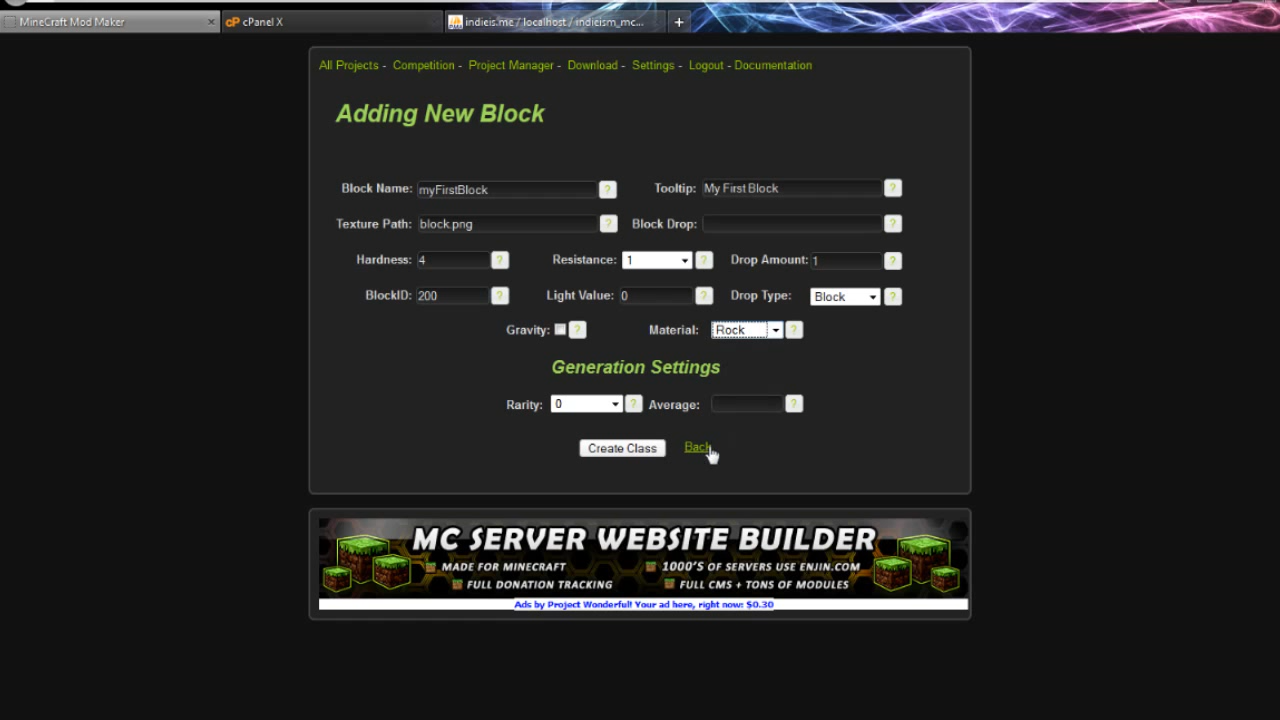 MineCraft Mod Maker
cPanel X
indieis.me / localhost / indieism_mc...
All Projects - Competition - Project Manager - Download - Settings - Logout - Documentation
Adding New Block
Block Name: myFirstBlock ? Tooltip: My First Block ?
Texture Path: block.png ? Block Drop: ?
Hardness: 4 ? Resistance: 1 ? Drop Amount: 1 ?
BlockID: 200 ? Light Value: 0 ? Drop Type: Block ?
Gravity: ? Material: Rock ?
Generation Settings
Rarity: 0 ? Average: ?
Create Class Back
MC SERVER WEBSITE BUILDER
MADE FOR MINECRAFT 1000'S OF SERVERS USE ENJIN.COM
FULL DONATION TRACKING FULL CMS + TONS OF MODULES
Ads by Project Wonderful! Your ad here, right now: $0.30